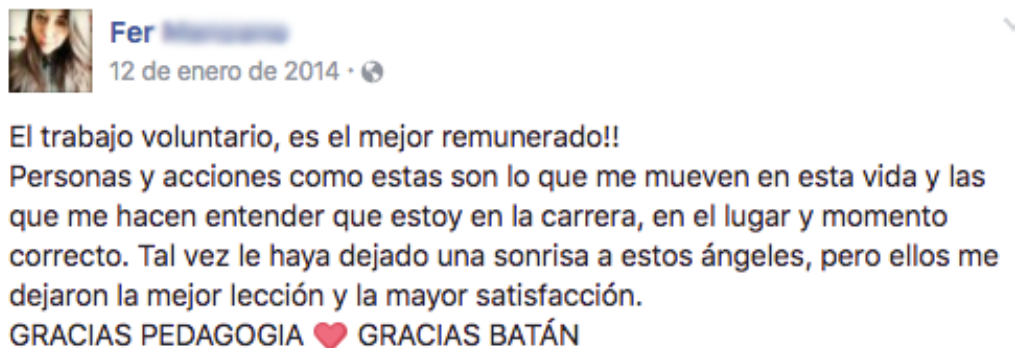 Fer
12 de enero de 2014 ·
El trabajo voluntario, es el mejor remunerado!!
Personas y acciones como estas son lo que me mueven en esta vida y las
que me hacen entender que estoy en la carrera, en el lugar y momento
correcto. Tal vez le haya dejado una sonrisa a estos ángeles, pero ellos me
dejaron la mejor lección y la mayor satisfacción.
GRACIAS PEDAGOGIA ❤️ GRACIAS BATÁN